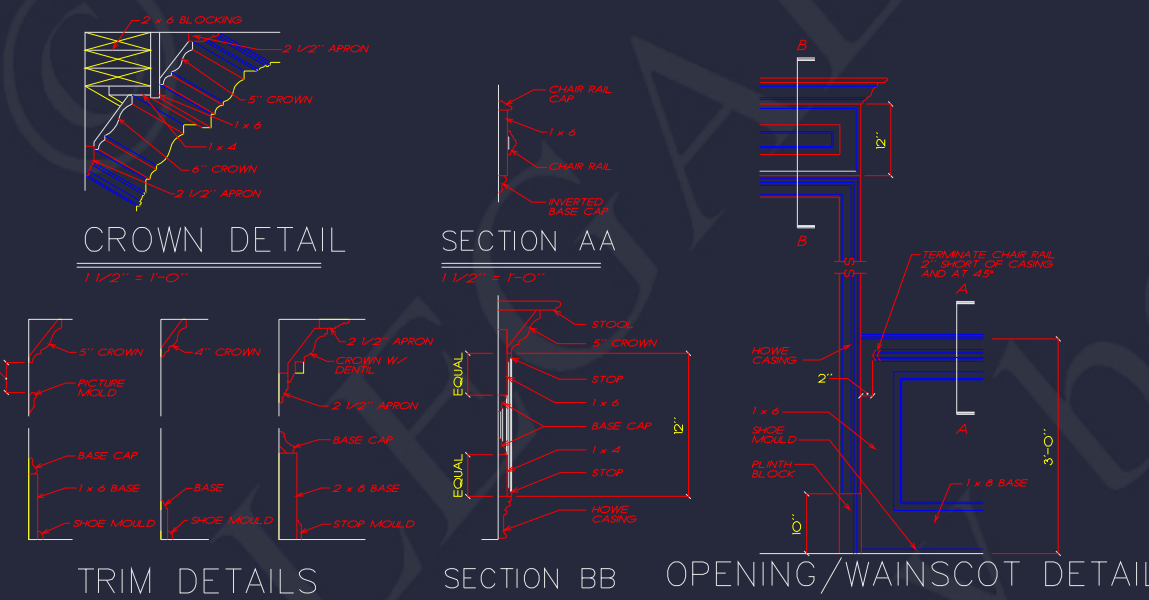 2 x 6 BLOCKING
2 1/2" APRON
5" CROWN
1 x 6
1 x 4
6" CROWN
2 1/2" APRON
CROWN DETAIL
1 1/2" = 1'-0"
CHAIR RAIL
CAP
1 x 6
CHAIR RAIL
INVERTED
BASE CAP
SECTION AA
1 1/2" = 1'-0"
5" CROWN
PICTURE
MOLD
BASE CAP
1 x 6 BASE
SHOE MOULD
4" CROWN
BASE
SHOE MOULD
2 1/2" APRON
CROWN W/
DENTIL
2 1/2" APRON
BASE CAP
2 x 8 BASE
STOP MOULD
TRIM DETAILS
STOOL
5" CROWN
STOP
1 x 6
BASE CAP
1 x 4
STOP
HOWE
CASING
EQUAL
EQUAL
12"
SECTION BB
B
B
12"
TERMINATE CHAIR RAIL
2" SHORT OF CASING
AND AT 45°
A
A
HOWE
CASING
2"
1 x 6
SHOE
MOULD
PLINTH
BLOCK
10"
1 x 8 BASE
3'-0"
OPENING/WAINSCOT DETAIL